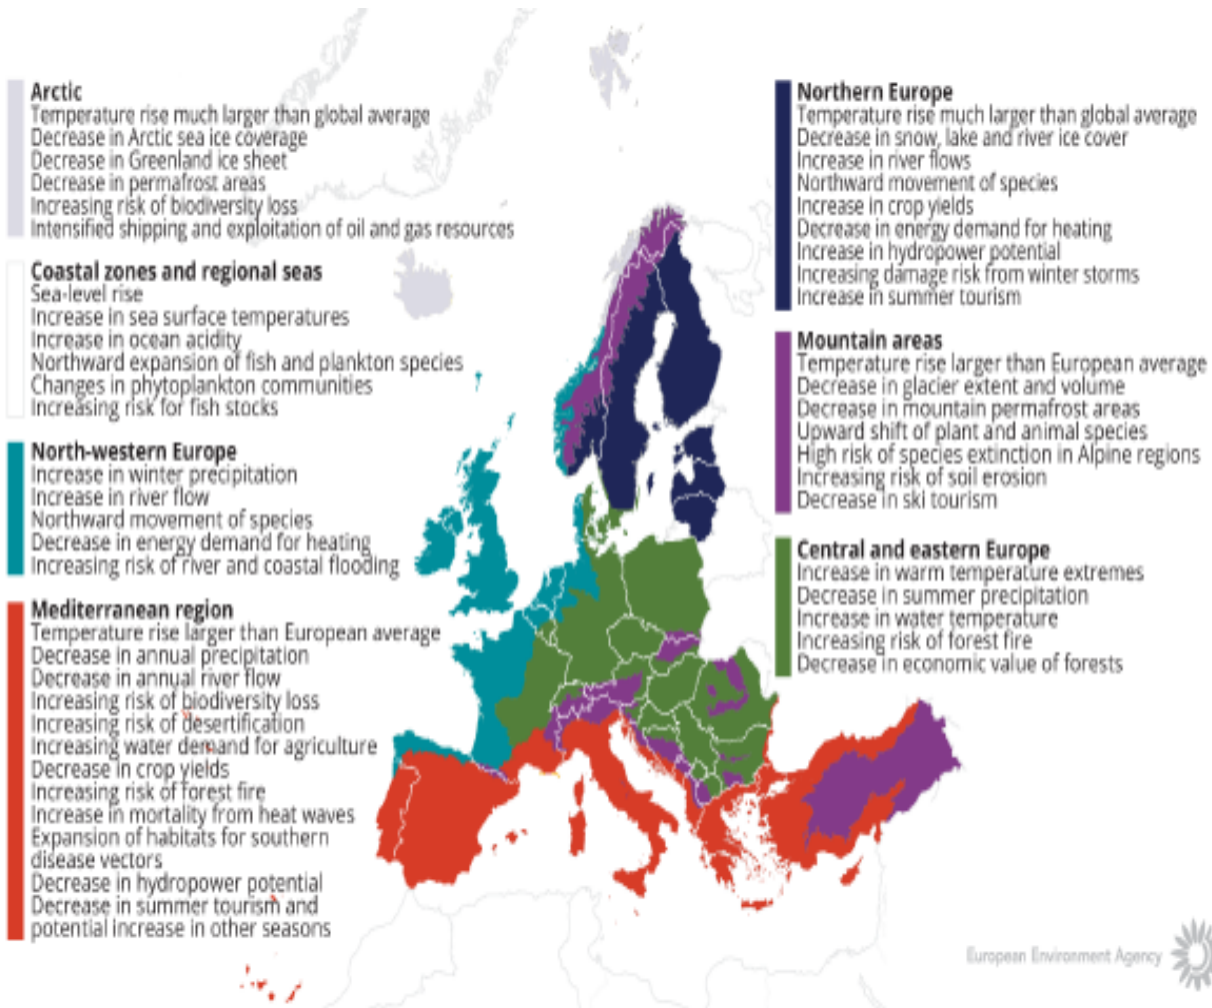 Arctic
Temperature rise much larger than global average
Decrease in Arctic sea ice coverage
Decrease in Greenland ice sheet
Decrease in permafrost areas
Increasing risk of biodiversity loss
Intensified shipping and exploitation of oil and gas resources
Coastal zones and regional seas
Sea-level rise
Increase in sea surface temperatures
Increase in ocean acidity
Northward expansion of fish and plankton species
Changes in phytoplankton communities
Increasing risk for fish stocks
North-western Europe
Increase in winter precipitation
Increase in river flow
Northward movement of species
Decrease in energy demand for heating
Increasing risk of river and coastal flooding
Mediterranean region
Temperature rise larger than European average
Decrease in annual precipitation
Decrease in annual river flow
Increasing risk of biodiversity loss
Increasing risk of desertification
Increasing water demand for agriculture
Decrease in crop yields
Increasing risk of forest fire
Increase in mortality from heat waves
Expansion of habitats for southern
disease vectors
Decrease in hydropower potential
Decrease in summer tourism and
potential increase in other seasons
Northern Europe
Temperature rise much larger than global average
Decrease in snow, lake and river ice cover
Increase in river flows
Northward movement of species
Increase in crop yields
Decrease in energy demand for heating
Increase in hydropower potential
Increasing damage risk from winter storms
Increase in summer tourism
Mountain areas
Temperature rise larger than European average
Decrease in glacier extent and volume
Decrease in mountain permafrost areas
Upward shift of plant and animal species
High risk of species extinction in Alpine regions
Increasing risk of soil erosion
Decrease in ski tourism
Central and eastern Europe
Increase in warm temperature extremes
Decrease in summer precipitation
Increase in water temperature
Increasing risk of forest fire
Decrease in economic value of forests
European Environment Agency